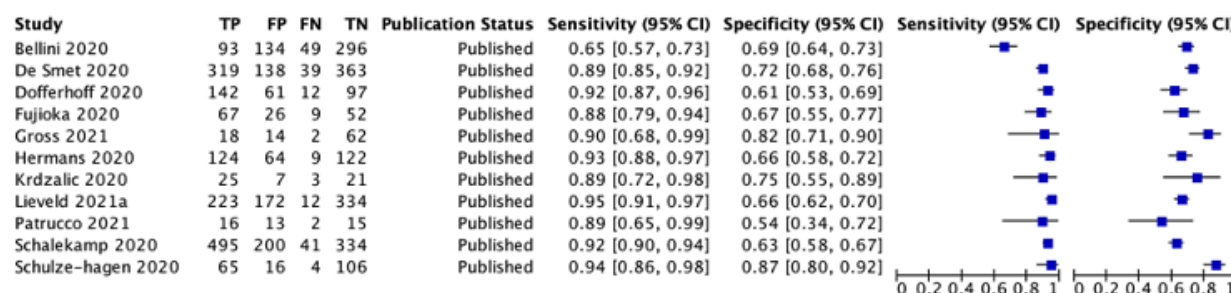 Study TP FP FN TN Publication Status Sensitivity (95% CI) Specificity (95% CI) Sensitivity (95% CI) Specificity (95% CI)
Bellini 2020 93 134 49 296 Published 0.65 [0.57, 0.73] 0.69 [0.64, 0.73]
De Smet 2020 319 138 39 363 Published 0.89 [0.85, 0.92] 0.72 [0.68, 0.76]
Dofferhoff 2020 142 61 12 97 Published 0.92 [0.87, 0.96] 0.61 [0.53, 0.69]
Fujioka 2020 67 26 9 52 Published 0.88 [0.79, 0.94] 0.67 [0.55, 0.77]
Gross 2021 18 14 2 62 Published 0.90 [0.68, 0.99] 0.82 [0.71, 0.90]
Hermans 2020 124 64 9 122 Published 0.93 [0.88, 0.97] 0.66 [0.58, 0.72]
Krdzalic 2020 25 7 3 21 Published 0.89 [0.72, 0.98] 0.75 [0.55, 0.89]
Lieveld 2021a 223 172 12 334 Published 0.95 [0.91, 0.97] 0.66 [0.62, 0.70]
Patrucco 2021 16 13 2 15 Published 0.89 [0.65, 0.99] 0.54 [0.34, 0.72]
Schalekamp 2020 495 200 41 334 Published 0.92 [0.90, 0.94] 0.63 [0.58, 0.67]
Schulze-hagen 2020 65 16 4 106 Published 0.94 [0.86, 0.98] 0.87 [0.80, 0.92]
0 0.2 0.4 0.6 0.8 1 0 0.2 0.4 0.6 0.8 1